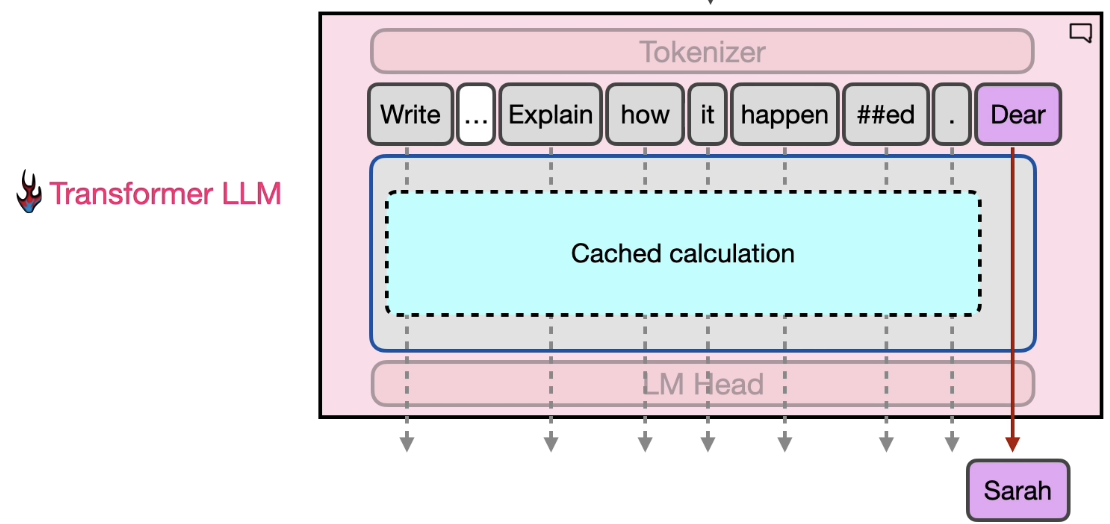 Tokenizer
Write ... Explain how it happen ##ed . Dear
Transformer LLM
Cached calculation
LM Head
Sarah